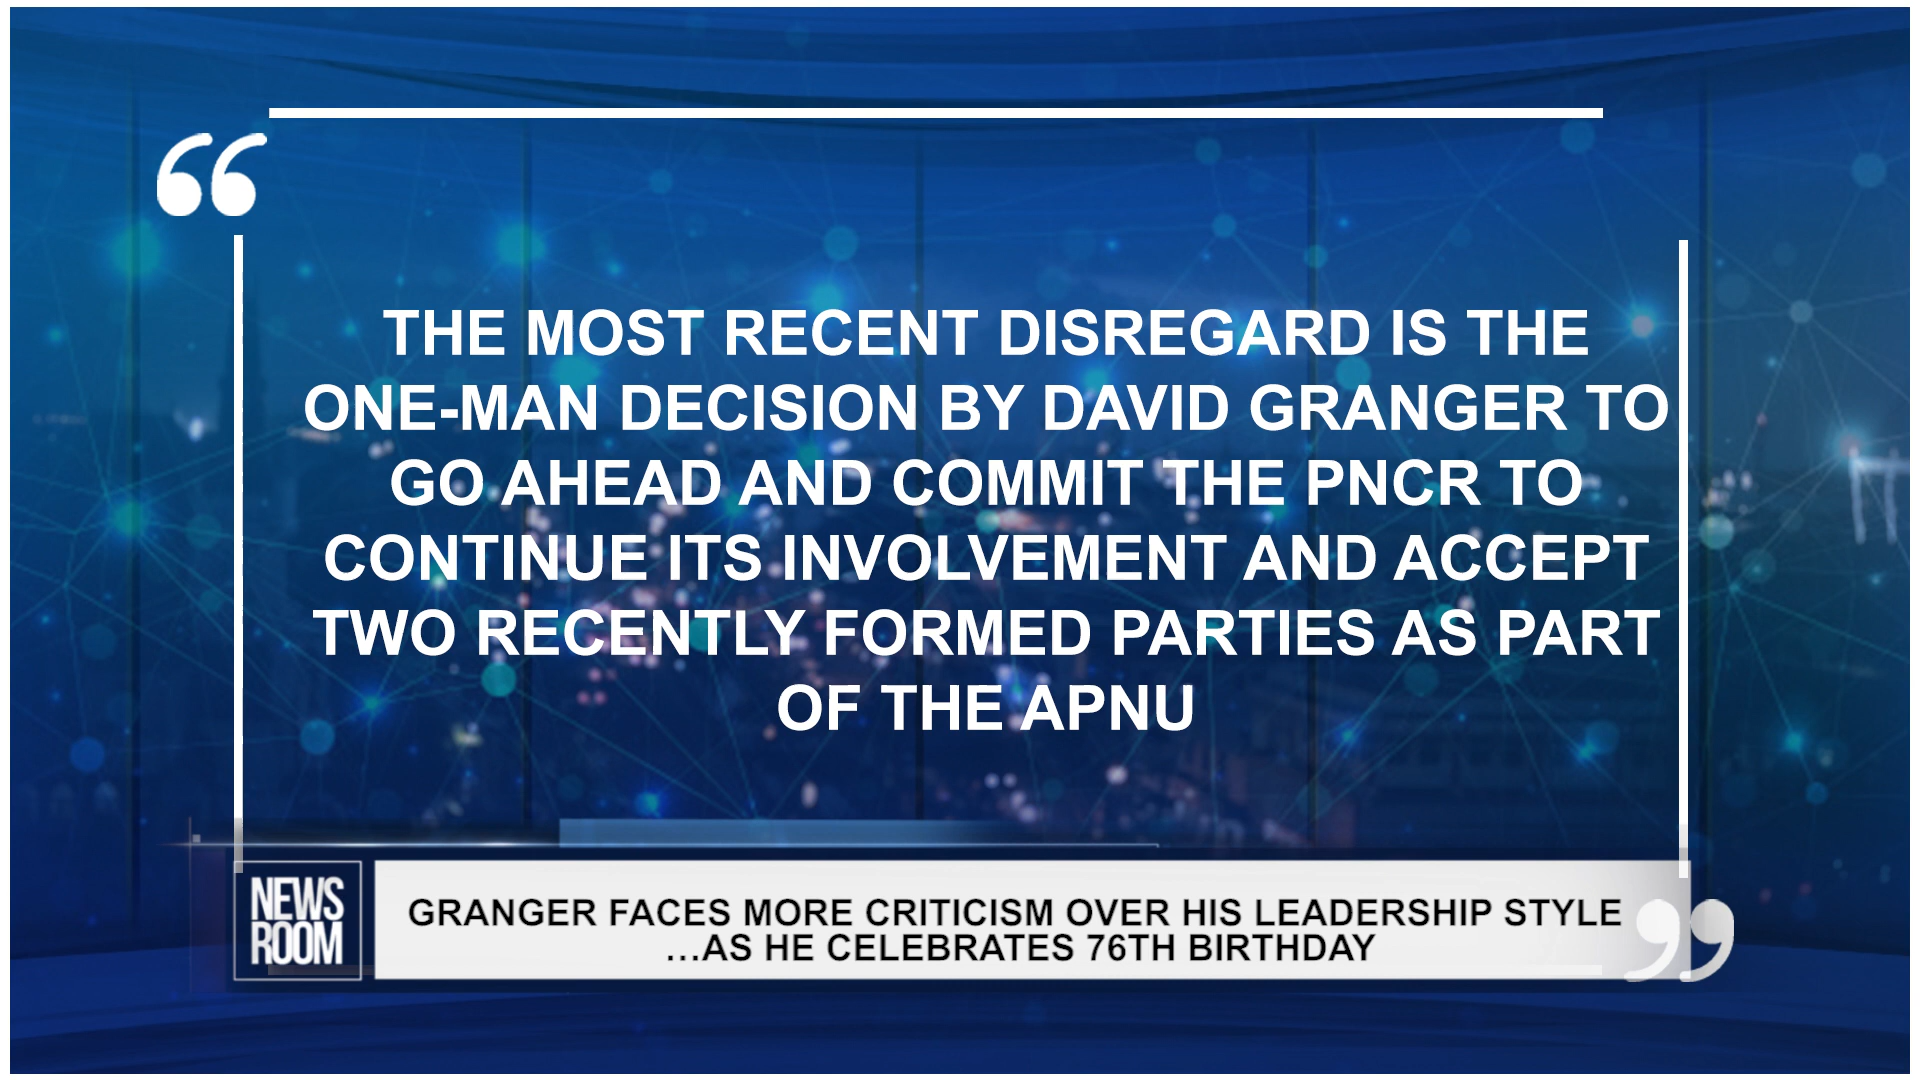 “
THE MOST RECENT DISREGARD IS THE
ONE-MAN DECISION BY DAVID GRANGER TO
GO AHEAD AND COMMIT THE PNCR TO
CONTINUE ITS INVOLVEMENT AND ACCEPT
TWO RECENTLY FORMED PARTIES AS PART
OF THE APNU
”
NEWS
ROOM
GRANGER FACES MORE CRITICISM OVER HIS LEADERSHIP STYLE
...AS HE CELEBRATES 76TH BIRTHDAY